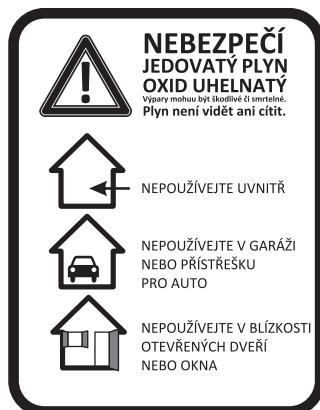 NEBEZPEČÍ
JEDOVATÝ PLYN
OXID UHELNATÝ
Výpary mohuu být škodlivé či smrtelné.
Plyn není vidět ani cítit.
NEPOUŽÍVEJTE UVNITŘ
NEPOUŽÍVEJTE V GARÁŽI
NEBO PŘÍSTŘEŠKU
PRO AUTO
NEPOUŽÍVEJTE V BLÍZKOSTI
OTEVŘENÝCH DVEŘÍ
NEBO OKNA